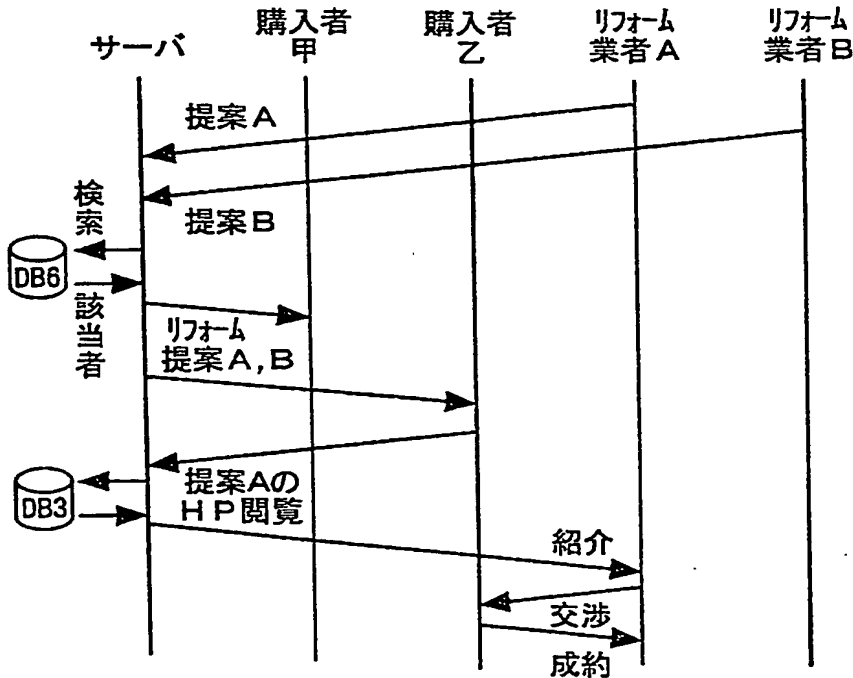 サーバ
購入者
甲
購入者
乙
リフォーム
業者A
リフォーム
業者B
提案A
提案B
検索
DB6
該当者
リフォーム
提案A,B
提案Aの
HP閲覧
DB3
紹介
交渉
成約